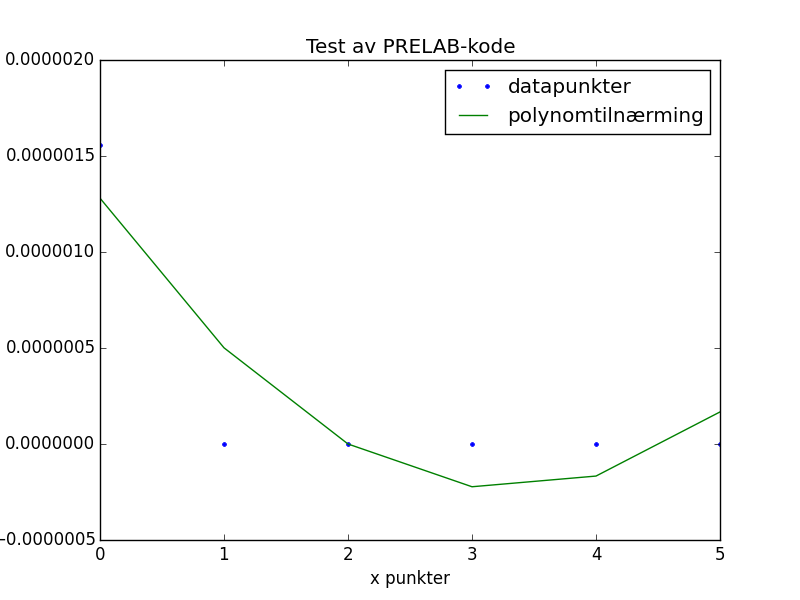 Test av PRELAB-kode
0.0000020
0.0000015
0.0000010
0.0000005
0.0000000
−0.0000005
datapunkter
polynomtilnærming
0 1 2 3 4 5
x punkter